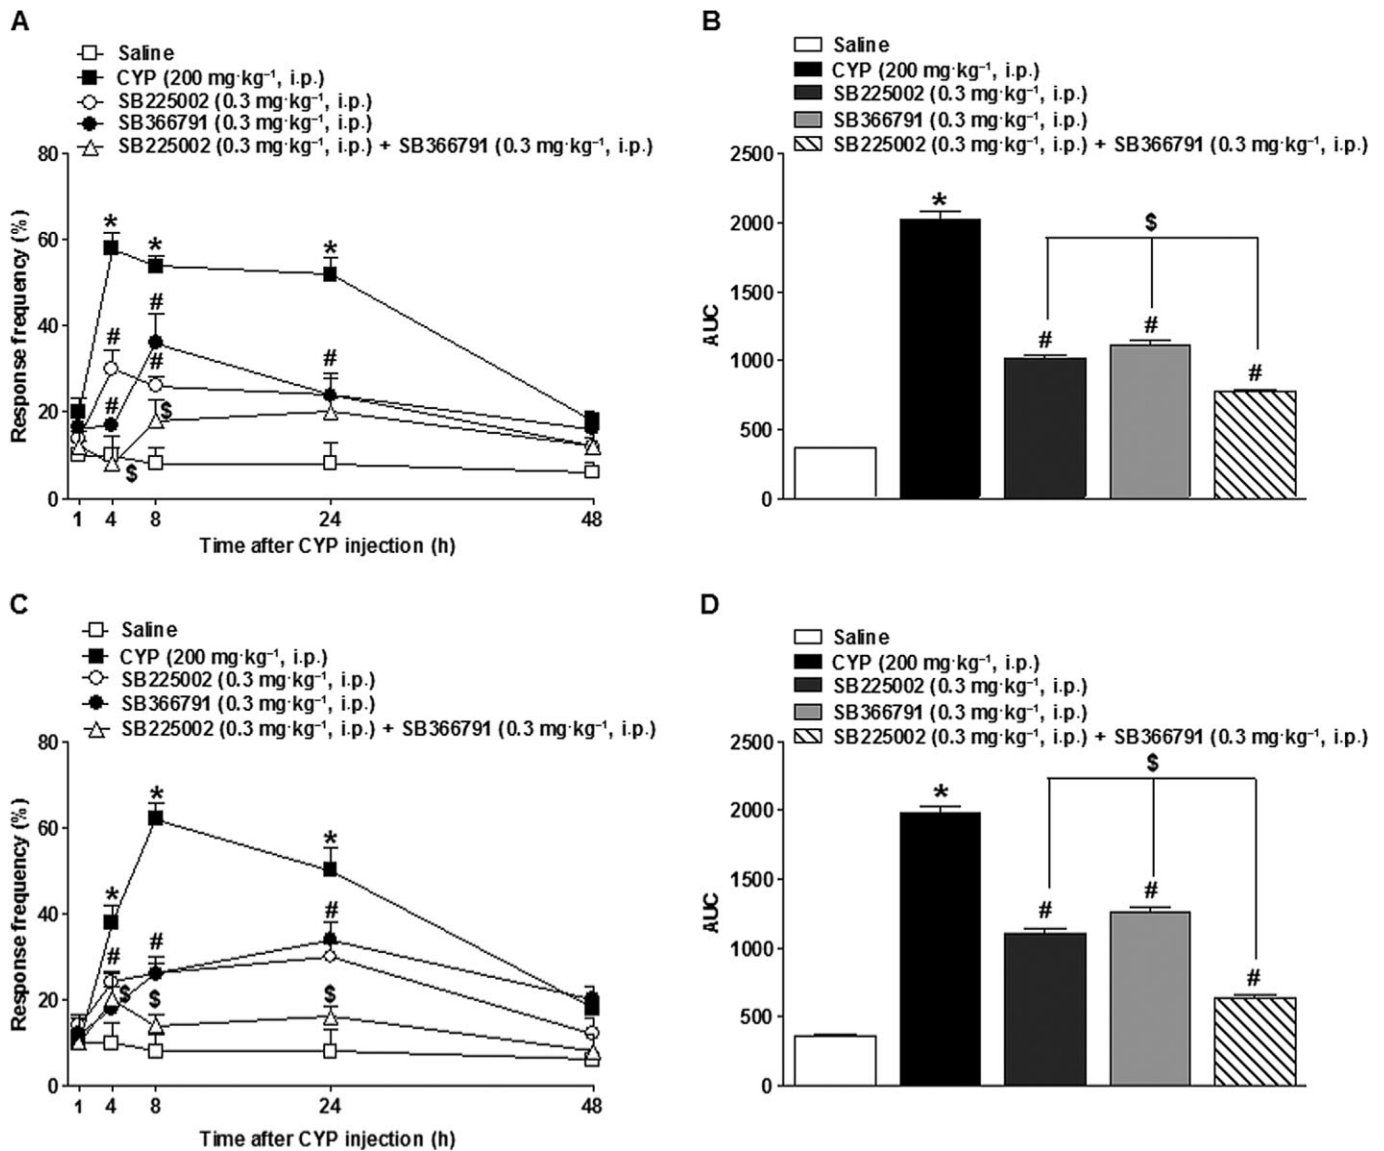 A
Saline
CYP (200 mg·kg⁻¹, i.p.)
SB225002 (0.3 mg·kg⁻¹, i.p.)
SB366791 (0.3 mg·kg⁻¹, i.p.)
SB225002 (0.3 mg·kg⁻¹, i.p.) + SB366791 (0.3 mg·kg⁻¹, i.p.)
Response frequency (%)
80
60
40
20
0
* * *
# # # # #
$ $
1 4 8 24 48
Time after CYP injection (h)
B
Saline
CYP (200 mg·kg⁻¹, i.p.)
SB225002 (0.3 mg·kg⁻¹, i.p.)
SB366791 (0.3 mg·kg⁻¹, i.p.)
SB225002 (0.3 mg·kg⁻¹, i.p.) + SB366791 (0.3 mg·kg⁻¹, i.p.)
AUC
2500
2000
1500
1000
500
0
*
$
# # #
C
Saline
CYP (200 mg·kg⁻¹, i.p.)
SB225002 (0.3 mg·kg⁻¹, i.p.)
SB366791 (0.3 mg·kg⁻¹, i.p.)
SB225002 (0.3 mg·kg⁻¹, i.p.) + SB366791 (0.3 mg·kg⁻¹, i.p.)
Response frequency (%)
80
60
40
20
0
* * *
# # #
$ $ $
1 4 8 24 48
Time after CYP injection (h)
D
Saline
CYP (200 mg·kg⁻¹, i.p.)
SB225002 (0.3 mg·kg⁻¹, i.p.)
SB366791 (0.3 mg·kg⁻¹, i.p.)
SB225002 (0.3 mg·kg⁻¹, i.p.) + SB366791 (0.3 mg·kg⁻¹, i.p.)
AUC
2500
2000
1500
1000
500
0
*
$
# # #